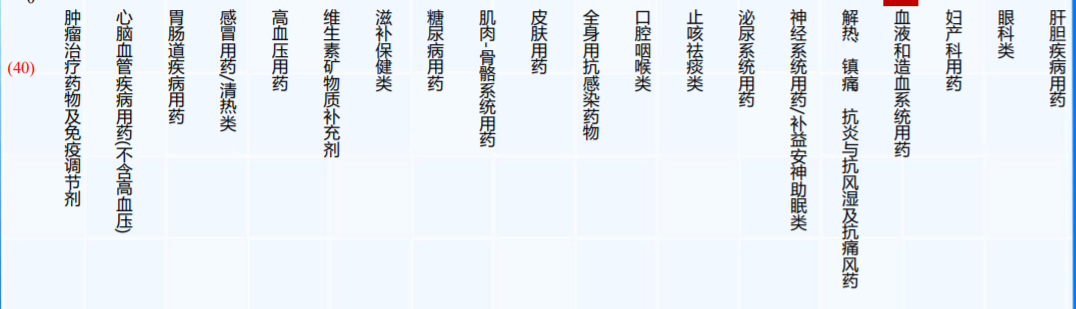 0
(40)
肿瘤治疗药物及免疫调节剂
心脑血管疾病用药(不含高血压)
胃肠道疾病用药
感冒用药/清热类
高血压用药
维生素矿物质补充剂
滋补保健类
糖尿病用药
肌肉-骨骼系统用药
皮肤用药
全身用抗感染药物
口腔咽喉类
止咳祛痰类
泌尿系统用药
神经系统用药/补益安神助眠类
解热、镇痛、抗炎与抗风湿及抗痛风药
血液和造血系统用药
妇产科用药
眼科类
肝胆疾病用药